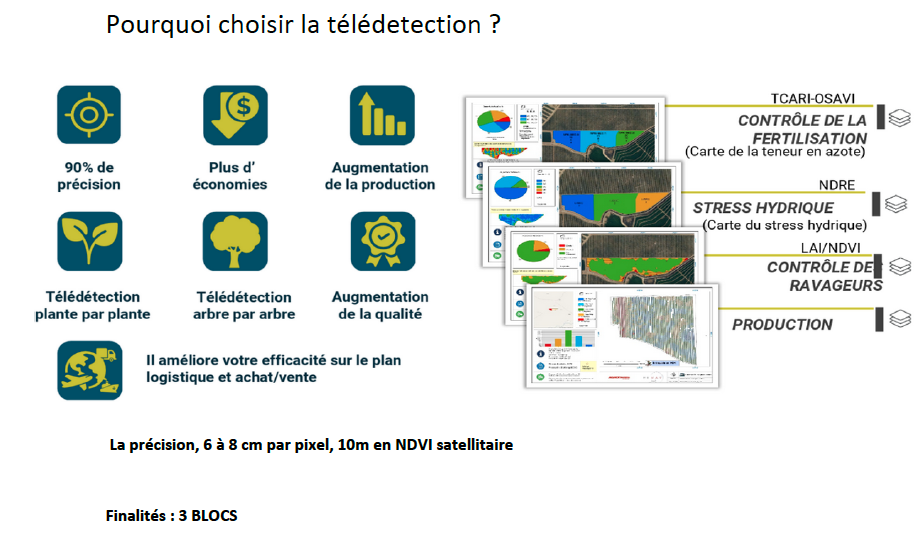 Pourquoi choisir la télédetection ?
90% de
précision
Plus d’
économies
Augmentation
de la production
Télédétection
plante par plante
Télédétection
arbre par arbre
Augmentation
de la qualité
Il améliore votre efficacité sur le plan
logistique et achat/vente
TCARI-OSAVI
CONTRÔLE DE LA
FERTILISATION
(Carte de la teneur en azote)
NDRE
STRESS HYDRIQUE
(Carte du stress hydrique)
LAI/NDVI
CONTRÔLE DE
RAVAGEURS
PRODUCTION
La précision, 6 à 8 cm par pixel, 10m en NDVI satellitaire
Finalités : 3 BLOCS